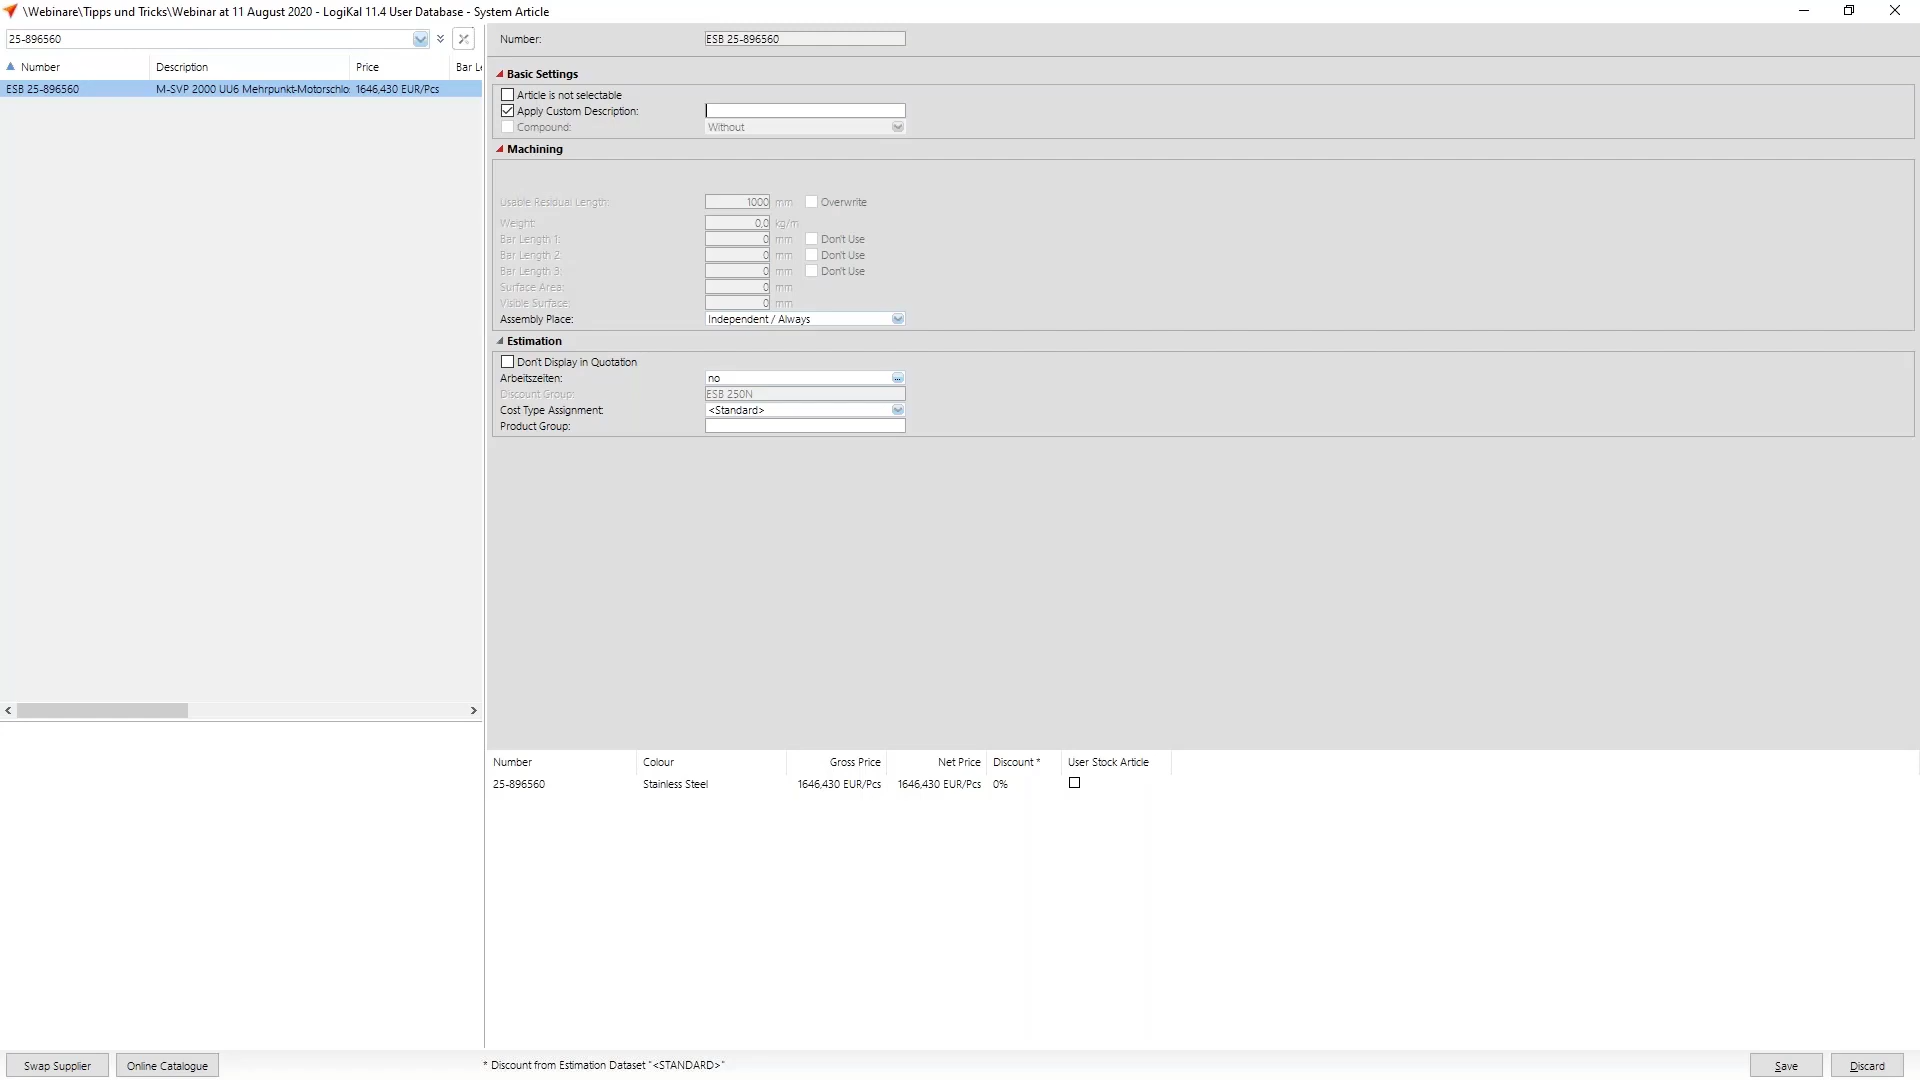 \Webinare\Tipps und Tricks\Webinar at 11 August 2020 - LogiKal 11.4 User Database - System Article
25-896560
Number Description Price Bar Le
ESB 25-896560 M-SVP 2000 UU6 Mehrpunkt-Motorschlo: 1646,430 EUR/Pcs
Number: ESB 25-896560
Basic Settings
Article is not selectable
Apply Custom Description:
Compound: Without
Machining
Usable Residual Length: 1000 mm Overwrite
Weight: 0,0 kg/m
Bar Length 1: 0 mm Don't Use
Bar Length 2: 0 mm Don't Use
Bar Length 3: 0 mm Don't Use
Surface Area: 0 mm
Visible Surface: 0 mm
Assembly Place: Independent / Always
Estimation
Don't Display in Quotation
Arbeitszeiten: no
Discount Group: ESB 250N
Cost Type Assignment: <Standard>
Product Group:
Number Colour Gross Price Net Price Discount * User Stock Article
25-896560 Stainless Steel 1646,430 EUR/Pcs 1646,430 EUR/Pcs 0%
Swap Supplier Online Catalogue * Discount from Estimation Dataset "<STANDARD>" Save Discard